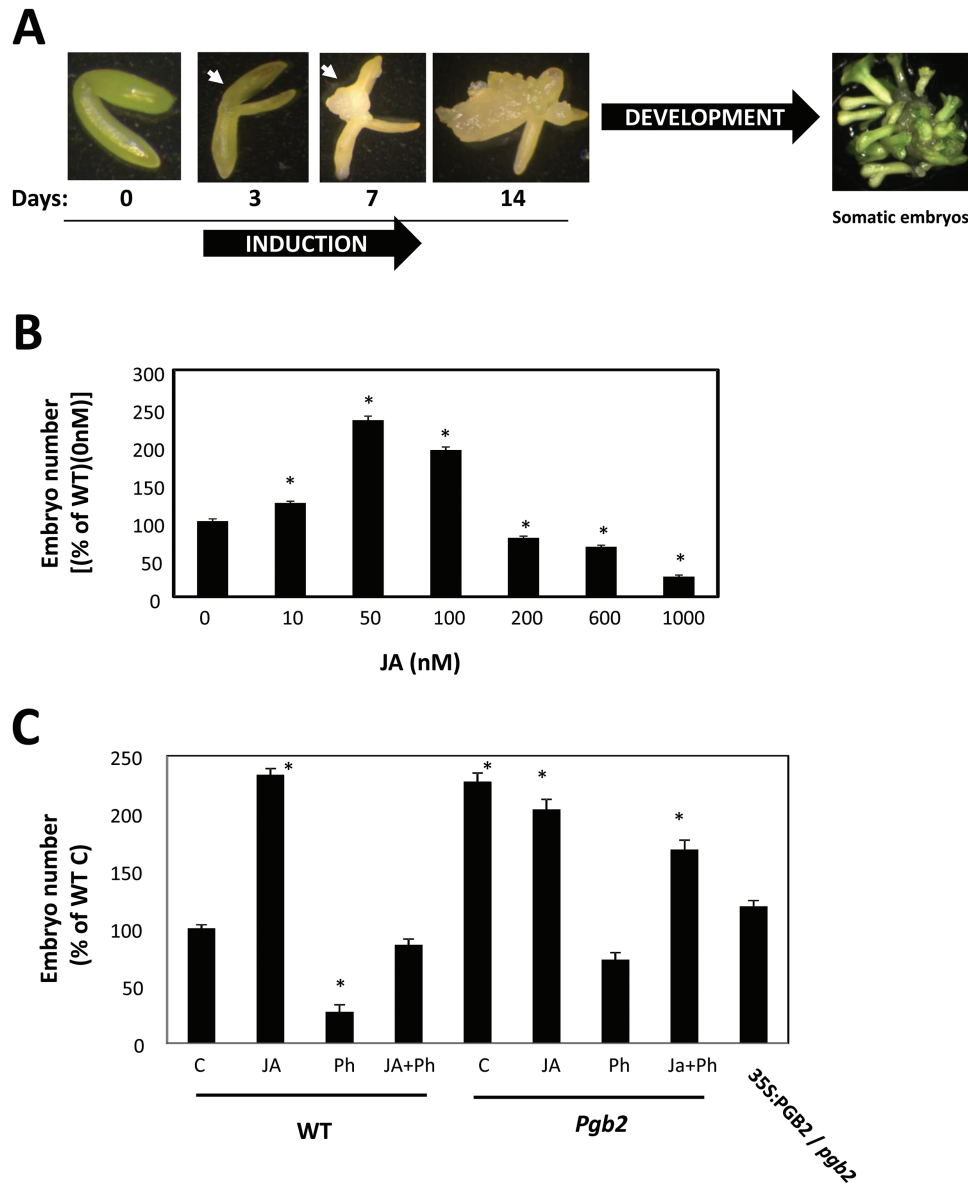 A
DEVELOPMENT
Days: 0 3 7 14
Somatic embryos
INDUCTION
B
Embryo number
[(% of WT)(0nM)]
300
250
200
150
100
50
0
* * * * * *
0 10 50 100 200 600 1000
JA (nM)
C
Embryo number
(% of WT C)
250
200
150
100
50
0
* * * * *
C JA Ph JA+Ph C JA Ph Ja+Ph
35S:PGB2 / pgb2
WT
Pgb2